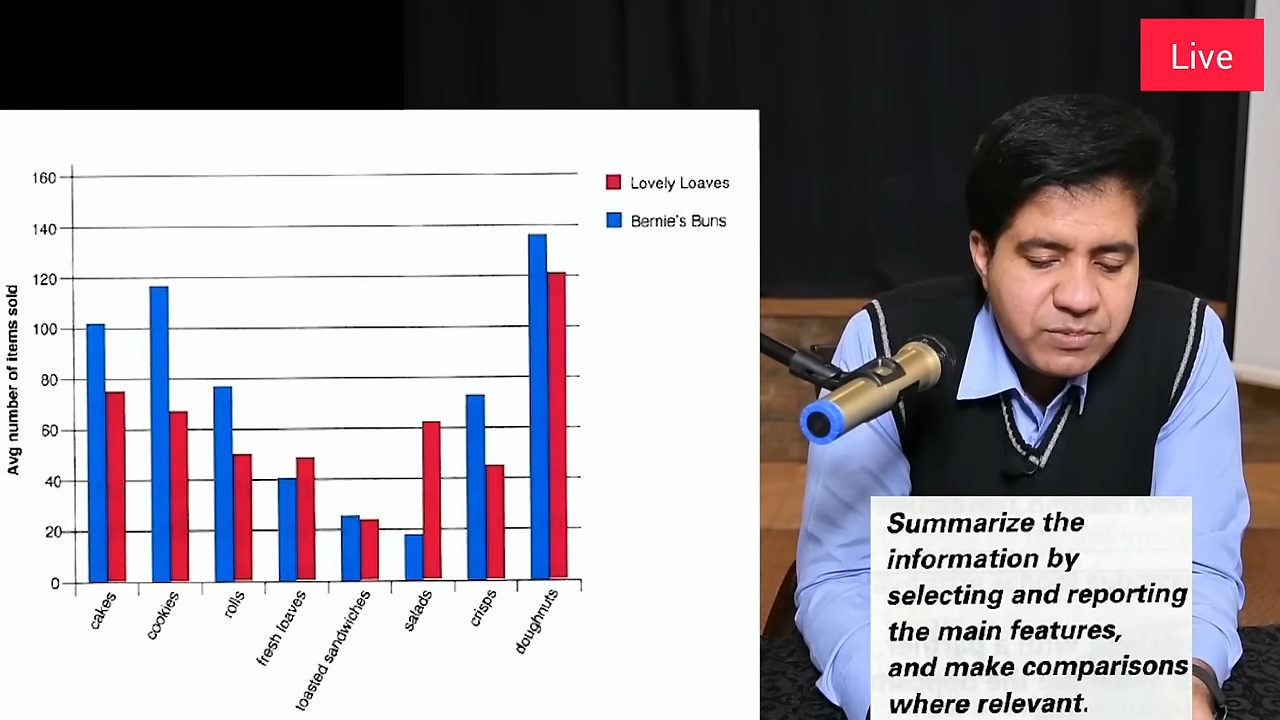 Live
Lovely Loaves
Bernie's Buns
Avg number of items sold
160
140
120
100
80
60
40
20
0
cakes
cookies
rolls
fresh loaves
toasted sandwiches
salads
crisps
doughnuts
Summarize the
information by
selecting and reporting
the main features,
and make comparisons
where relevant.